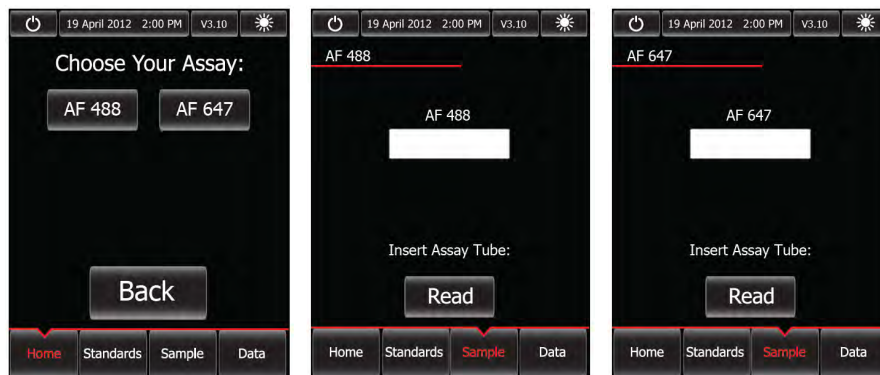 19 April 2012 2:00 PM V3.10
Choose Your Assay:
AF 488 AF 647
Back
Home Standards Sample Data
19 April 2012 2:00 PM V3.10
AF 488
AF 488
Insert Assay Tube:
Read
Home Standards Sample Data
19 April 2012 2:00 PM V3.10
AF 647
AF 647
Insert Assay Tube:
Read
Home Standards Sample Data